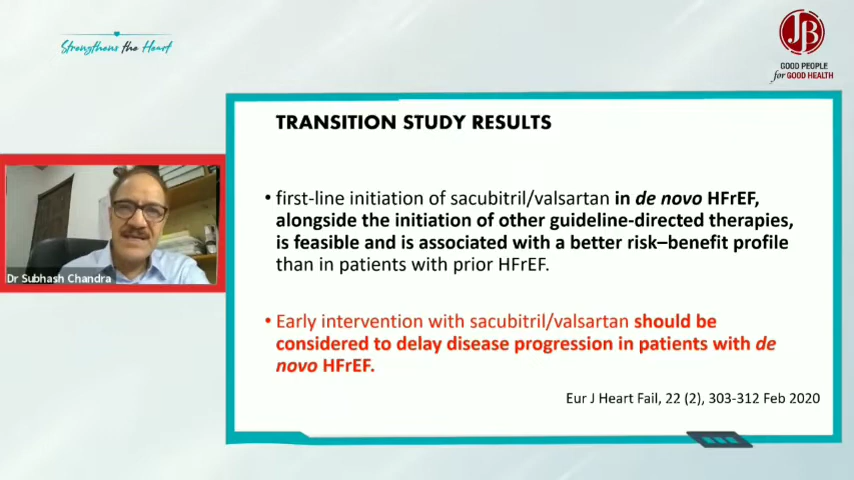 Strengthens the Heart
JB
GOOD PEOPLE
for GOOD HEALTH
TRANSITION STUDY RESULTS
• first-line initiation of sacubitril/valsartan in de novo HFrEF,
alongside the initiation of other guideline-directed therapies,
is feasible and is associated with a better risk–benefit profile
than in patients with prior HFrEF.
Dr Subhash Chandra
• Early intervention with sacubitril/valsartan should be
considered to delay disease progression in patients with de
novo HFrEF.
Eur J Heart Fail, 22 (2), 303-312 Feb 2020